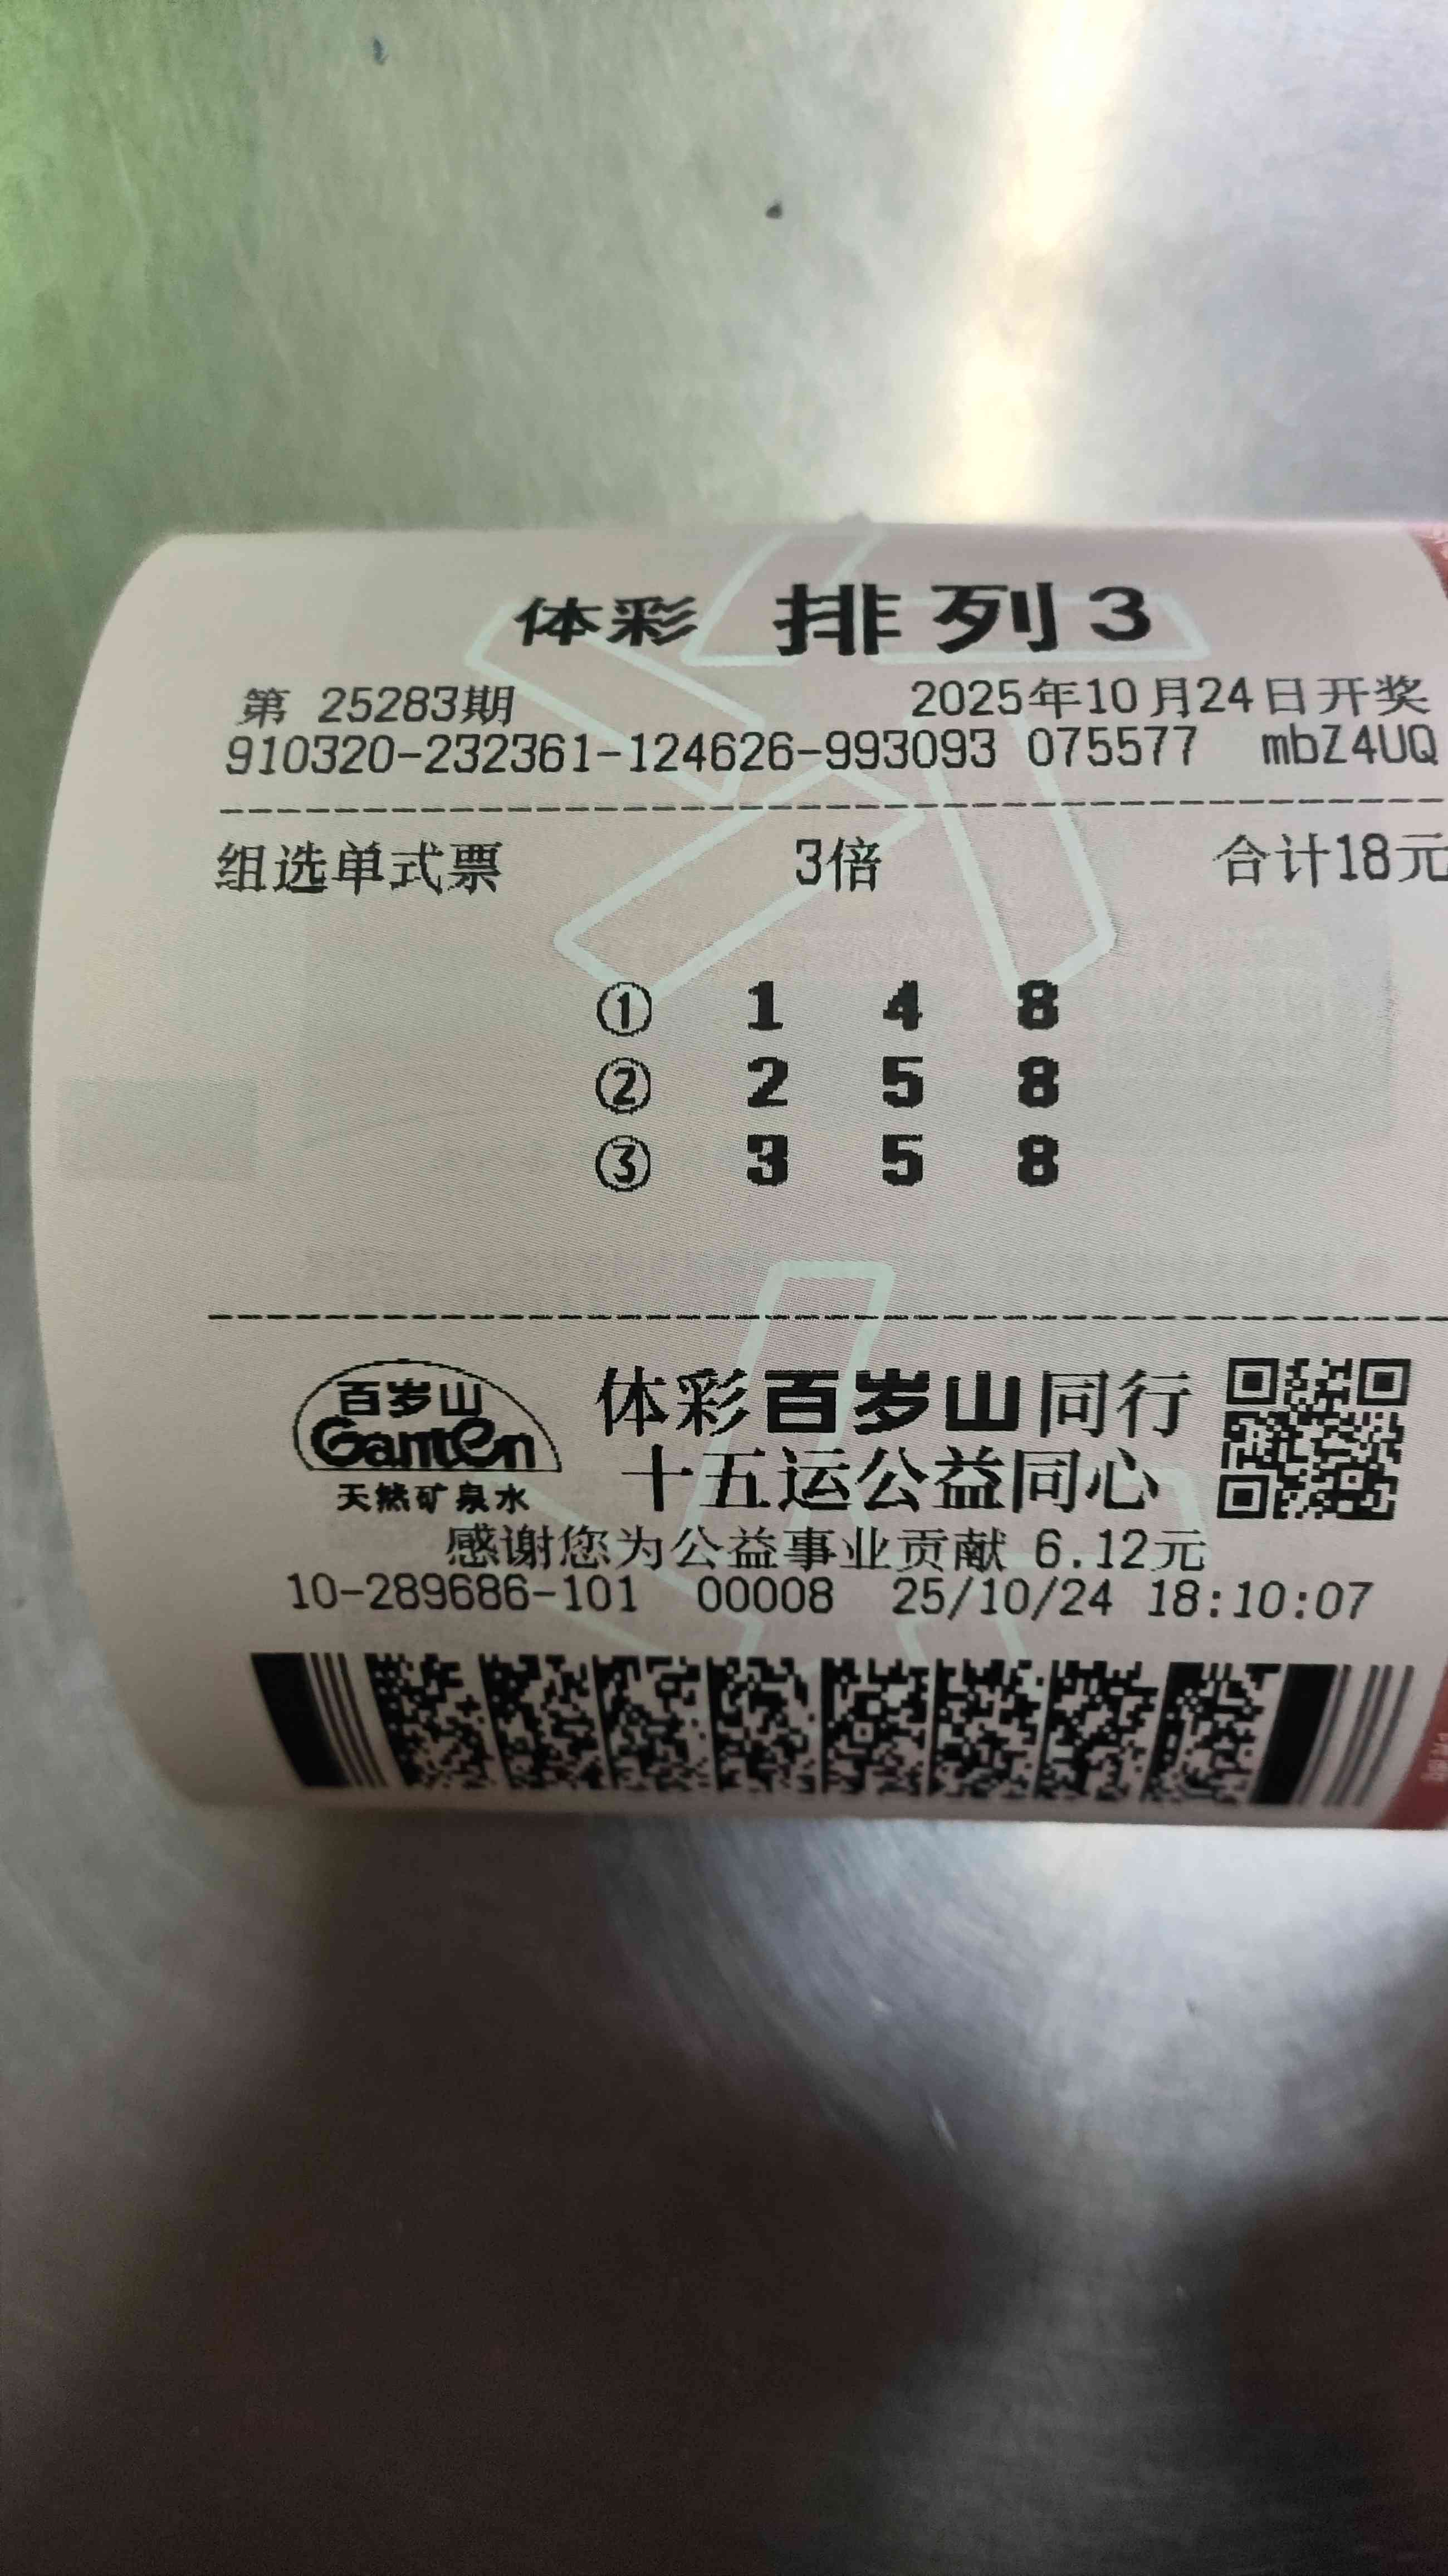 体彩 排列3
第 25283期 2025年10月24日开奖
910320-232361-124626-993093 075577 mbZ4UQ
组选单式票 3倍 合计18元
① 1 4 8
② 2 5 8
③ 3 5 8
百岁山
Ganten
天然矿泉水
体彩百岁山同行
十五运公益同心
感谢您为公益事业贡献 6.12元
10-289686-101 00008 25/10/24 18:10:07